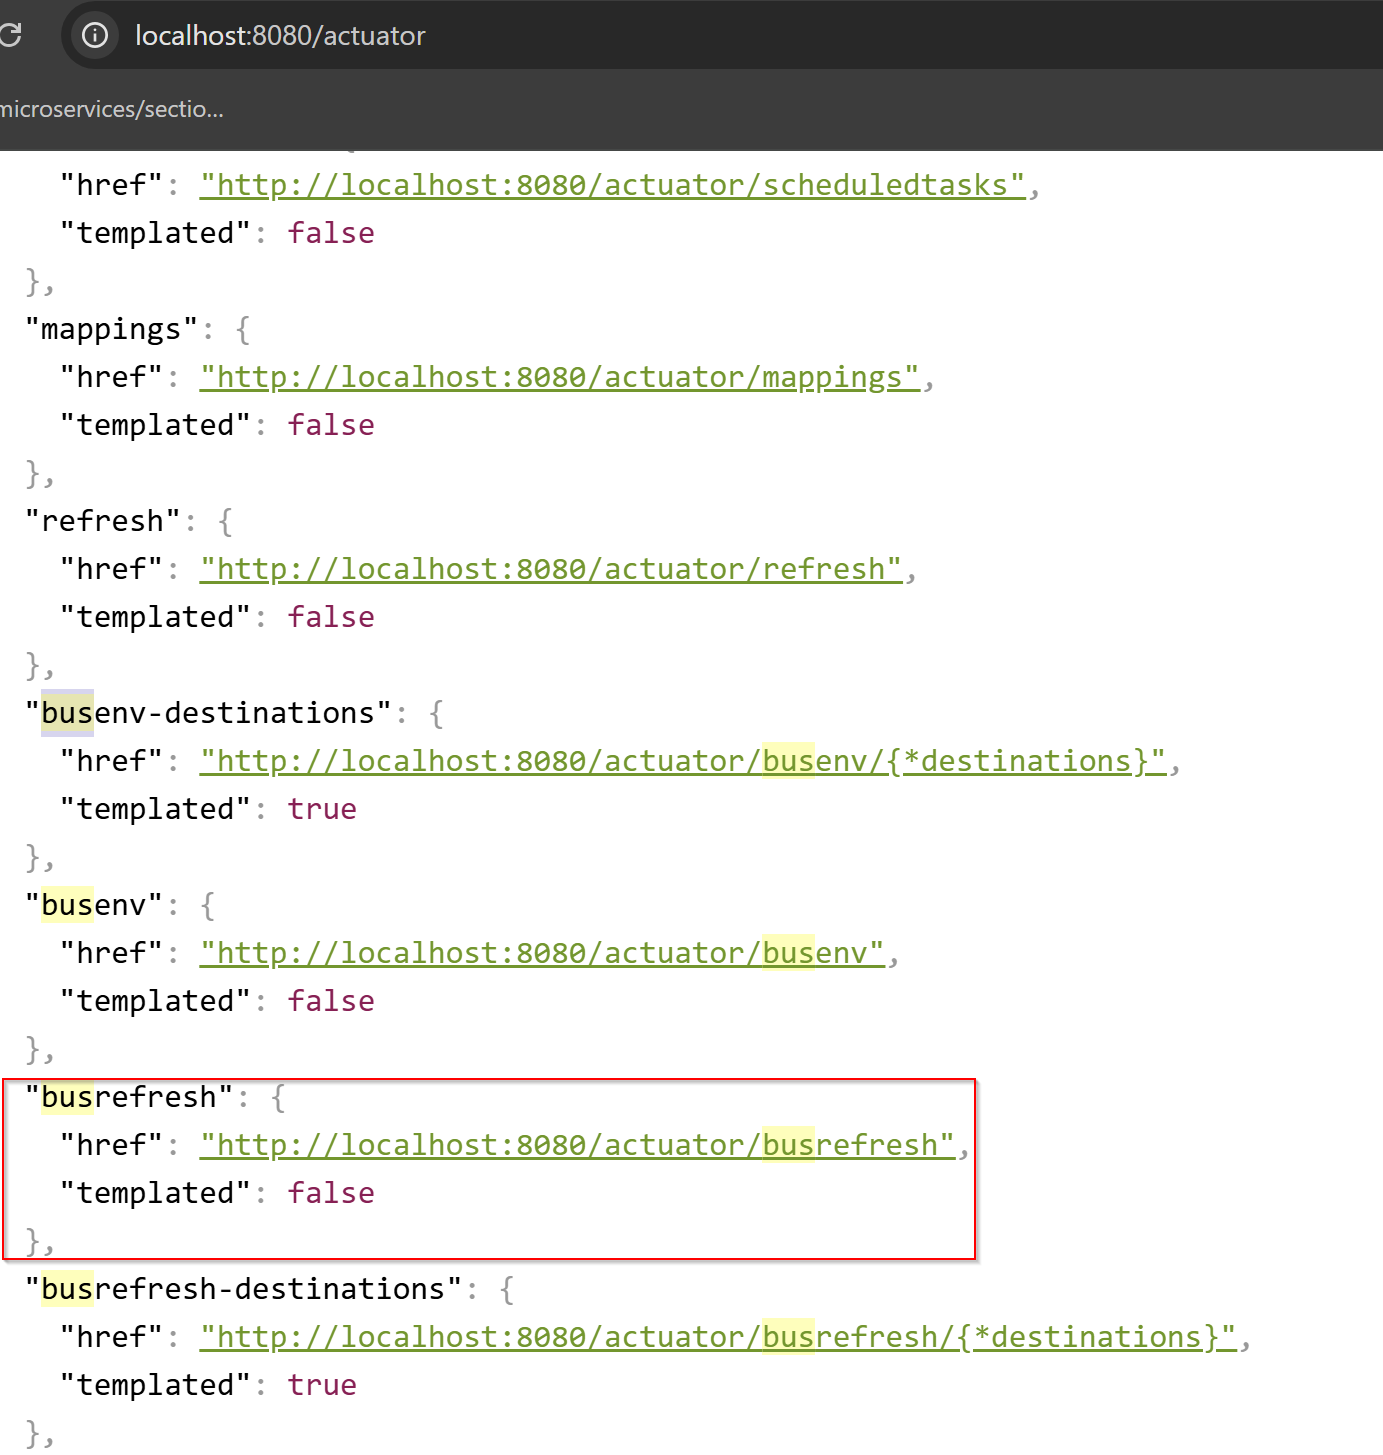 localhost:8080/actuator
microservices/sectio...
"href": "http://localhost:8080/actuator/scheduledtasks",
"templated": false
},
"mappings": {
"href": "http://localhost:8080/actuator/mappings",
"templated": false
},
"refresh": {
"href": "http://localhost:8080/actuator/refresh",
"templated": false
},
"busenv-destinations": {
"href": "http://localhost:8080/actuator/busenv/{*destinations}",
"templated": true
},
"busenv": {
"href": "http://localhost:8080/actuator/busenv",
"templated": false
},
"busrefresh": {
"href": "http://localhost:8080/actuator/busrefresh",
"templated": false
},
"busrefresh-destinations": {
"href": "http://localhost:8080/actuator/busrefresh/{*destinations}",
"templated": true
},